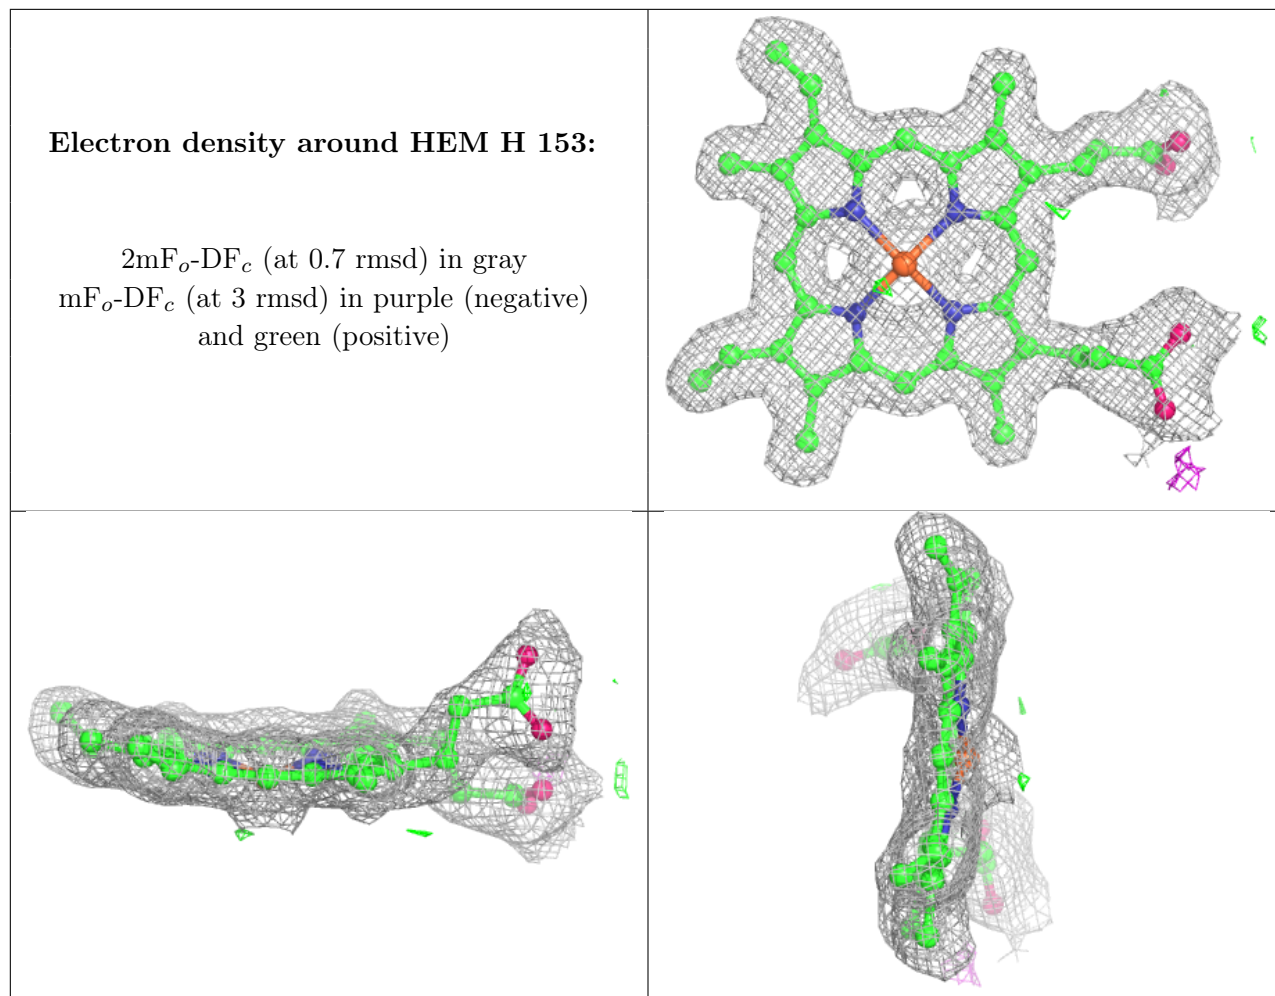 Electron density around HEM H 153:
2mFo-DFc (at 0.7 rmsd) in gray
mFo-DFc (at 3 rmsd) in purple (negative)
and green (positive)